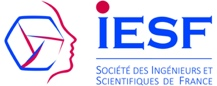 iESF
SOCIÉTÉ DES INGÉNIEURS ET
SCIENTIFIQUES DE FRANCE